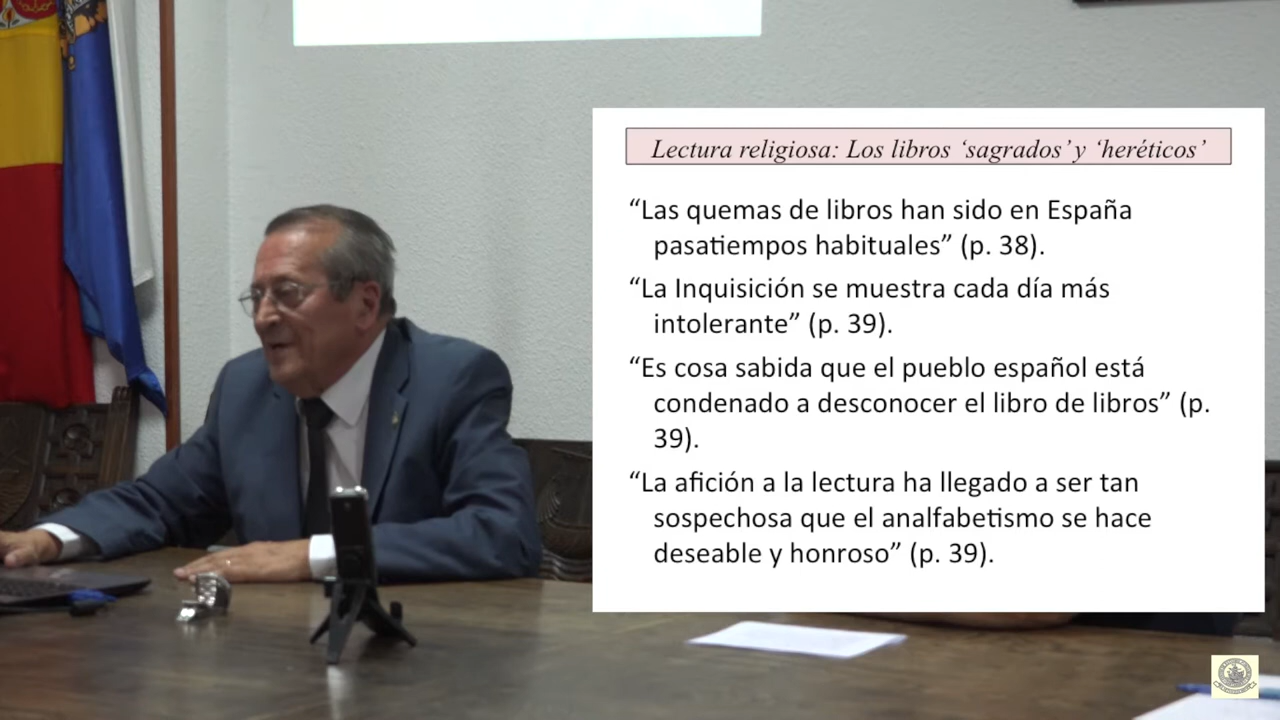 Lectura religiosa: Los libros ‘sagrados’ y ‘heréticos’
“Las quemas de libros han sido en España
pasatiempos habituales” (p. 38).
“La Inquisición se muestra cada día más
intolerante” (p. 39).
“Es cosa sabida que el pueblo español está
condenado a desconocer el libro de libros” (p.
39).
“La afición a la lectura ha llegado a ser tan
sospechosa que el analfabetismo se hace
deseable y honroso” (p. 39).